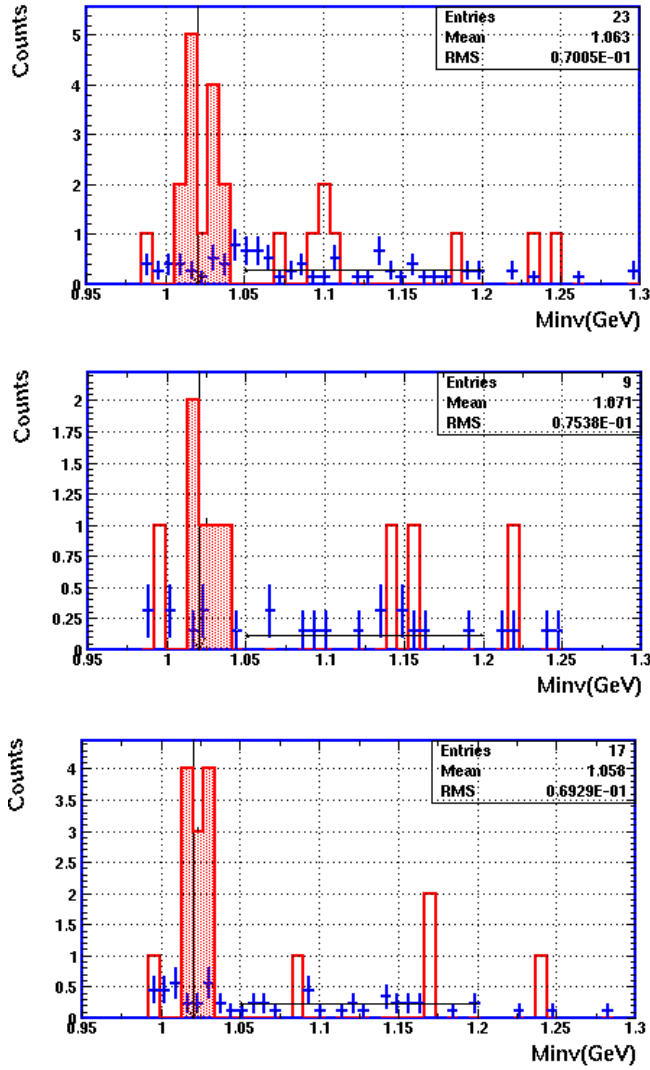 Counts
Entries 23
Mean 1.063
RMS 0.7005E-01
5
4
3
2
1
0
0.95 1 1.05 1.1 1.15 1.2 1.25 1.3
Minv(GeV)
Counts
Entries 9
Mean 1.071
RMS 0.7538E-01
2
1.75
1.5
1.25
1
0.75
0.5
0.25
0.95 1 1.05 1.1 1.15 1.2 1.25 1.3
Minv(GeV)
Counts
Entries 17
Mean 1.058
RMS 0.6929E-01
4
3.5
3
2.5
2
1.5
1
0.5
0
0.95 1 1.05 1.1 1.15 1.2 1.25 1.3
Minv(GeV)